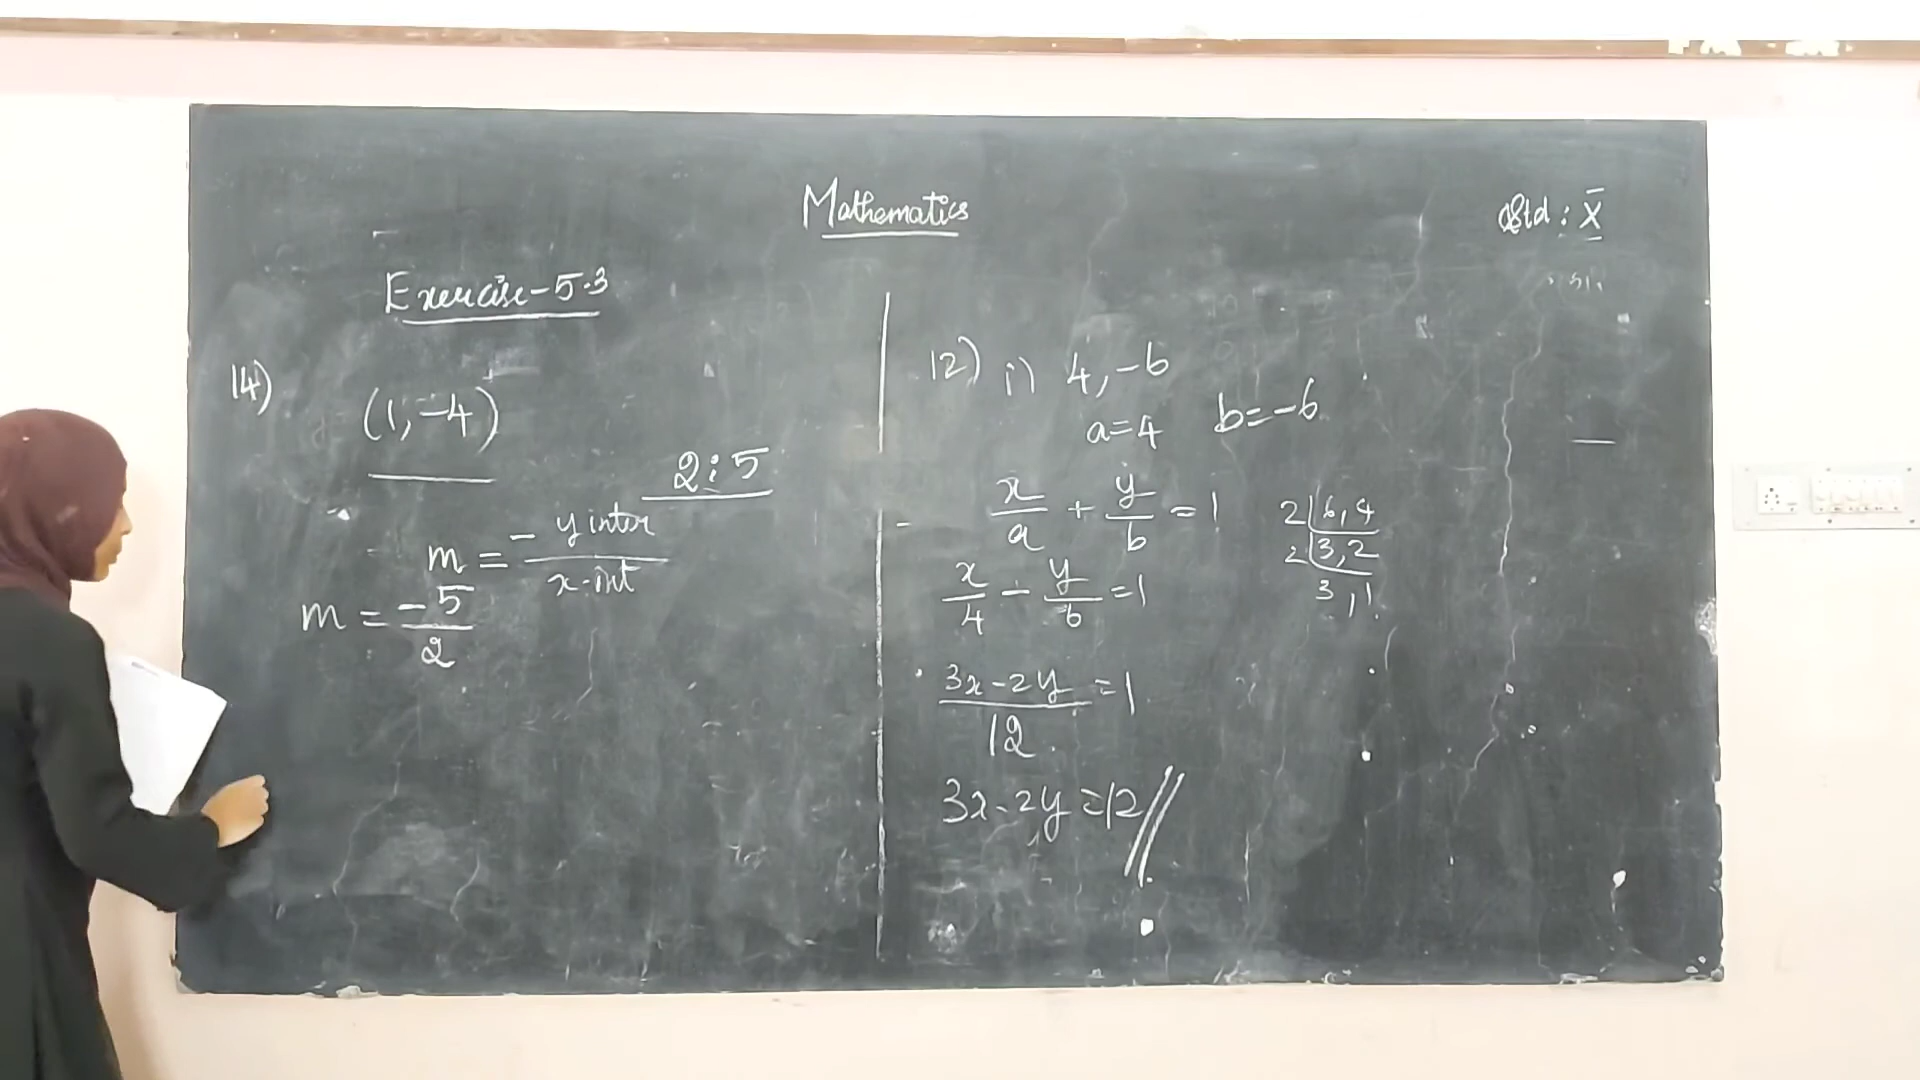 Mathematics
Std : X
Exercise-5.3
14)
(1, -4)
2:5
m = - y inter / x-int
m = -5/2
12) i) 4, -6
a=4 b=-6
x/a + y/b = 1
x/4 - y/6 = 1
2 | 6, 4
2 | 3, 2
3, 1
3x-2y / 12 = 1
3x-2y=12//